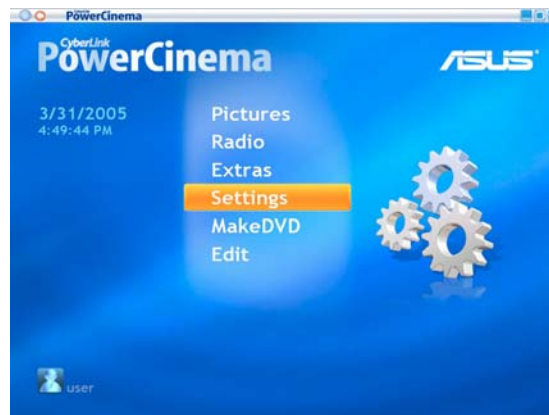 PowerCinema
CyberLink
PowerCinema
ASUS
3/31/2005
4:49:44 PM
Pictures
Radio
Extras
Settings
MakeDVD
Edit
user